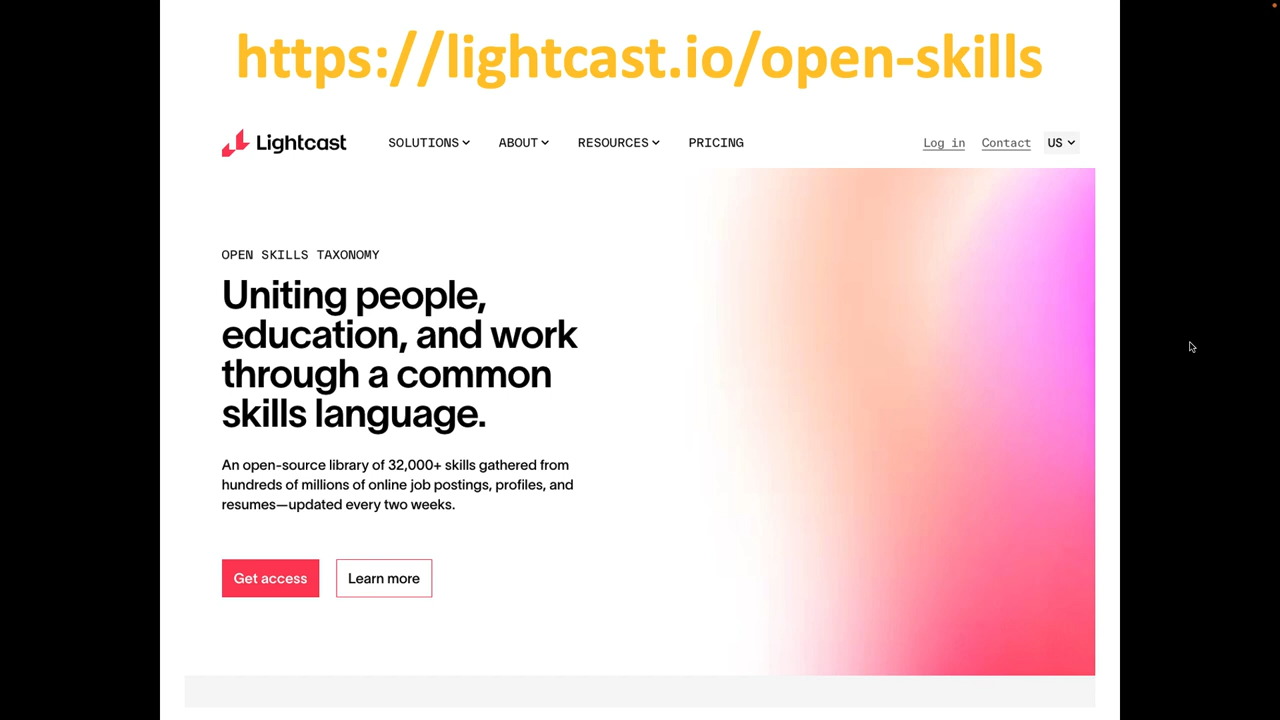 https://lightcast.io/open-skills
Lightcast SOLUTIONS ABOUT RESOURCES PRICING Log in Contact US
OPEN SKILLS TAXONOMY
Uniting people,
education, and work
through a common
skills language.
An open-source library of 32,000+ skills gathered from
hundreds of millions of online job postings, profiles, and
resumes—updated every two weeks.
Get access Learn more